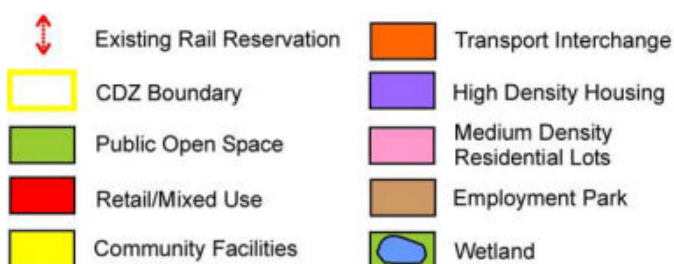 Existing Rail Reservation
CDZ Boundary
Public Open Space
Retail/Mixed Use
Community Facilities
Transport Interchange
High Density Housing
Medium Density
Residential Lots
Employment Park
Wetland